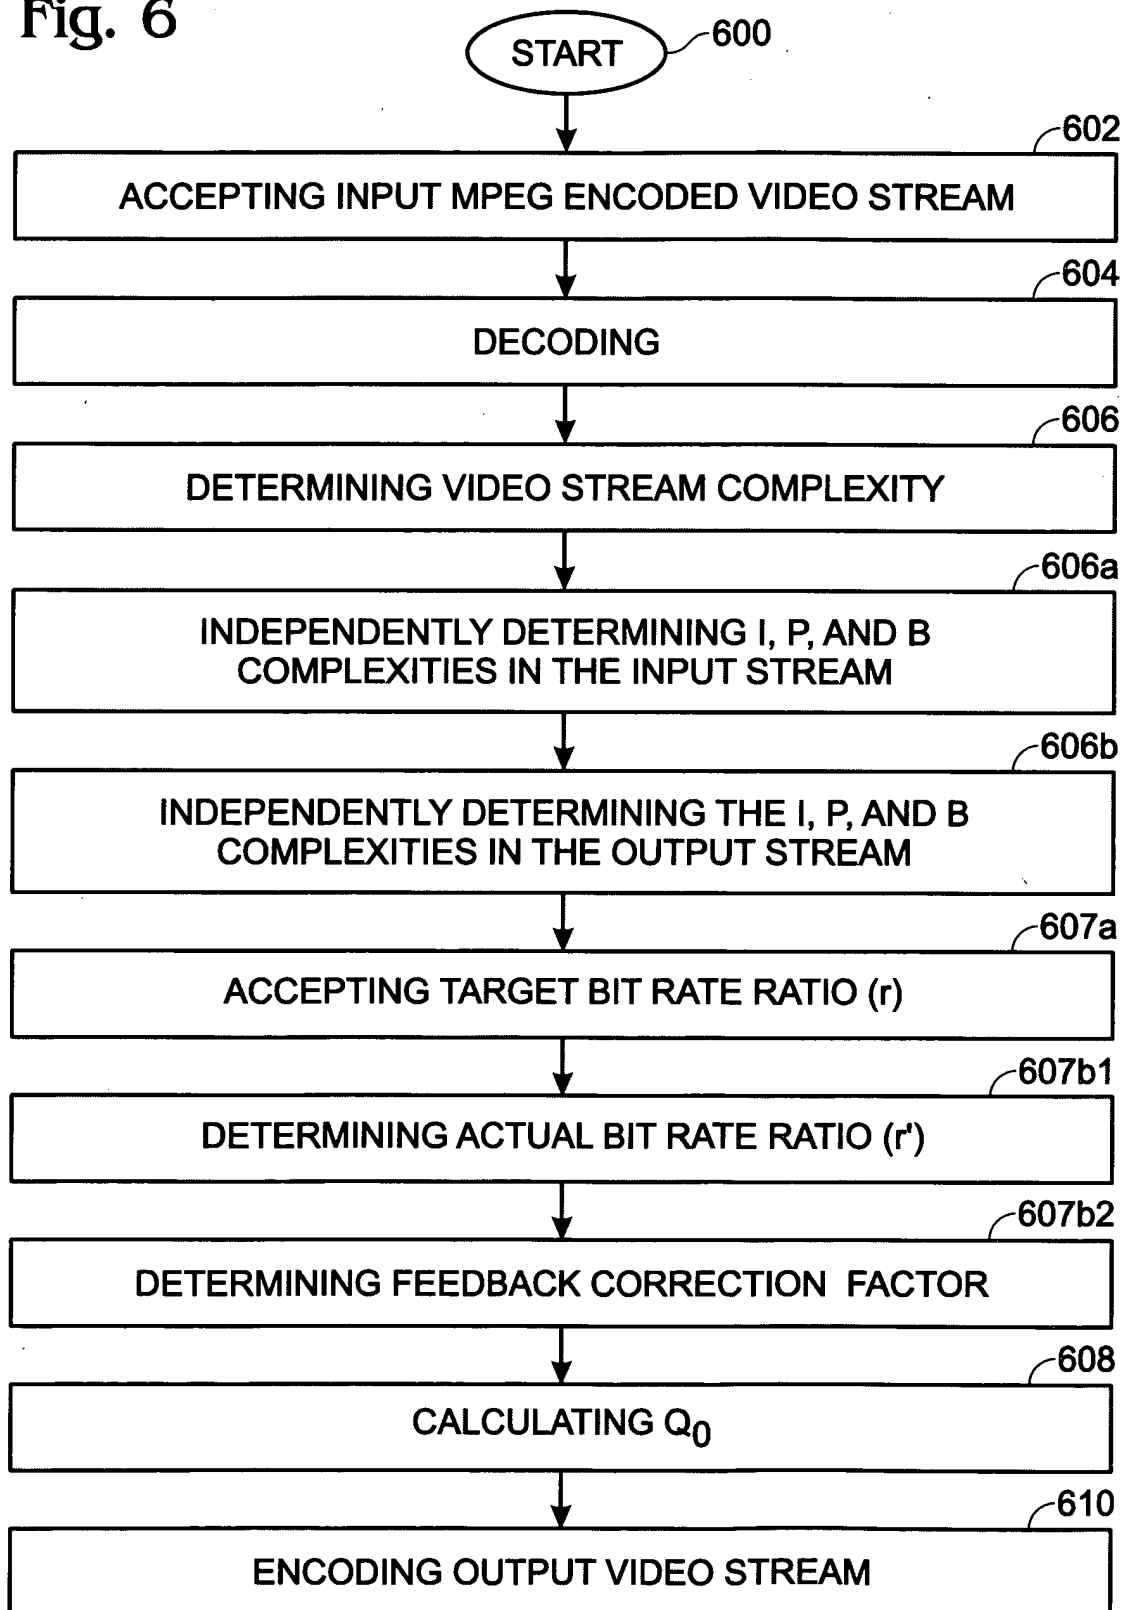 Fig. 6
START
600
602
ACCEPTING INPUT MPEG ENCODED VIDEO STREAM
604
DECODING
606
DETERMINING VIDEO STREAM COMPLEXITY
606a
INDEPENDENTLY DETERMINING I, P, AND B
COMPLEXITIES IN THE INPUT STREAM
606b
INDEPENDENTLY DETERMINING THE I, P, AND B
COMPLEXITIES IN THE OUTPUT STREAM
607a
ACCEPTING TARGET BIT RATE RATIO (r)
607b1
DETERMINING ACTUAL BIT RATE RATIO (r')
607b2
DETERMINING FEEDBACK CORRECTION FACTOR
608
CALCULATING Q0
610
ENCODING OUTPUT VIDEO STREAM